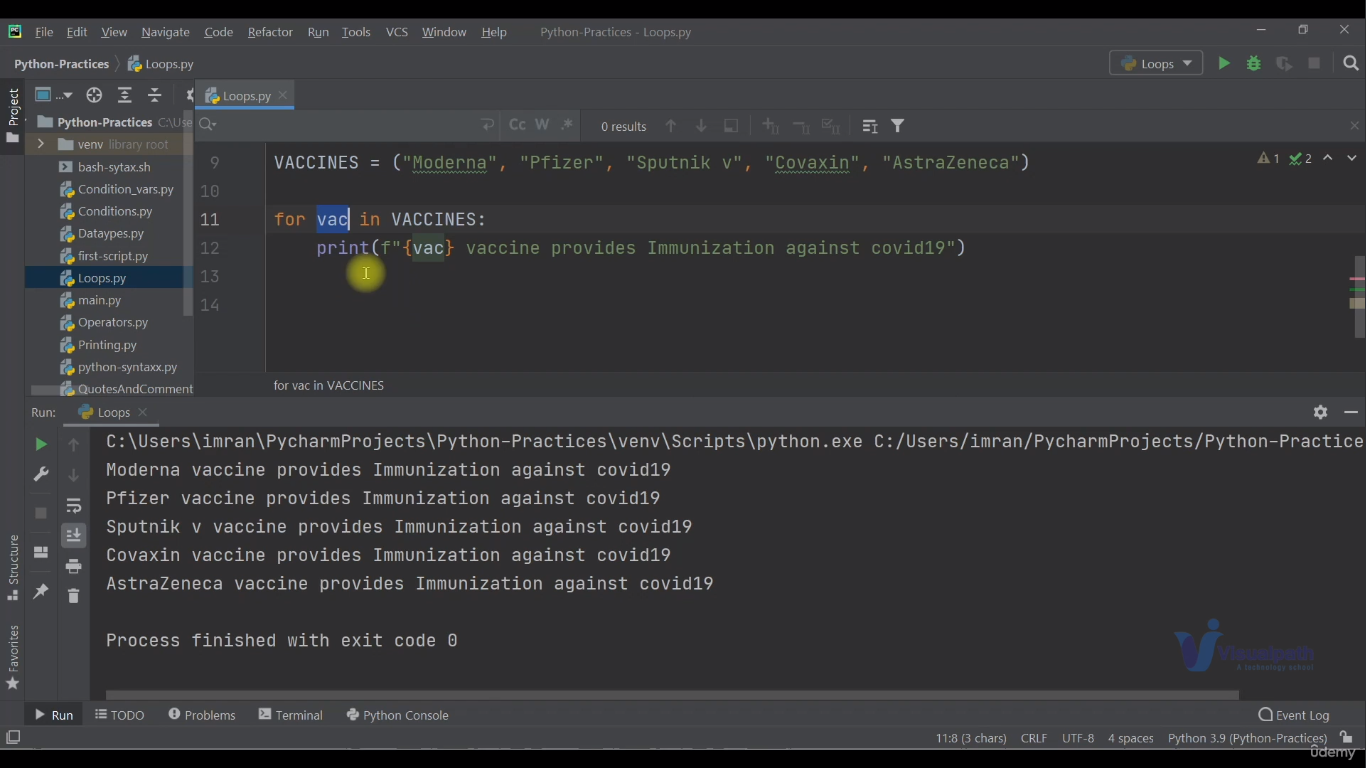 File Edit View Navigate Code Refactor Run Tools VCS Window Help Python-Practices - Loops.py
Python-Practices Loops.py Loops
Project
... Loops.py
Python-Practices C:\Use
Cc W .* 0 results
venv library root
bash-sytax.sh
Condition_vars.py
Conditions.py
Dataypes.py
first-script.py
Loops.py
main.py
Operators.py
Printing.py
python-syntaxx.py
QuotesAndComment
9 VACCINES = ("Moderna", "Pfizer", "Sputnik v", "Covaxin", "AstraZeneca")
1 2
10
11 for vac in VACCINES:
12 print(f"{vac} vaccine provides Immunization against covid19")
13
14
for vac in VACCINES
Run: Loops
C:\Users\imran\PycharmProjects\Python-Practices\venv\Scripts\python.exe C:/Users/imran/PycharmProjects/Python-Practice
Moderna vaccine provides Immunization against covid19
Pfizer vaccine provides Immunization against covid19
Sputnik v vaccine provides Immunization against covid19
Covaxin vaccine provides Immunization against covid19
AstraZeneca vaccine provides Immunization against covid19
Process finished with exit code 0
Structure
Favorites
Visualpath
A technology school
Run TODO Problems Terminal Python Console Event Log
11:8 (3 chars) CRLF UTF-8 4 spaces Python 3.9 (Python-Practices)
udemy